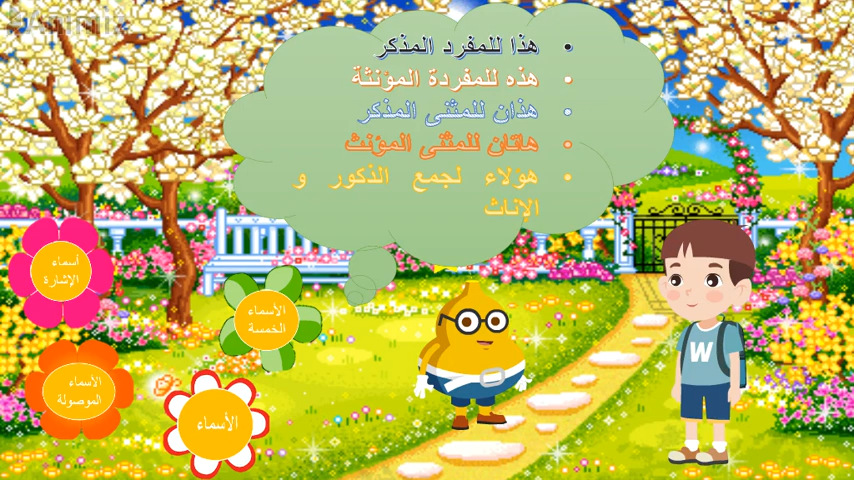 هذا للمفرد المذكر
هذه للمفردة المؤنثة
هذان للمثنى المذكر
هاتان للمثنى المؤنث
هولاء لجمع الذكور و
الإناث
أسماء
الإشارة
الأسماء
الخمسة
الأسماء
الموصولة
الأسماء
W